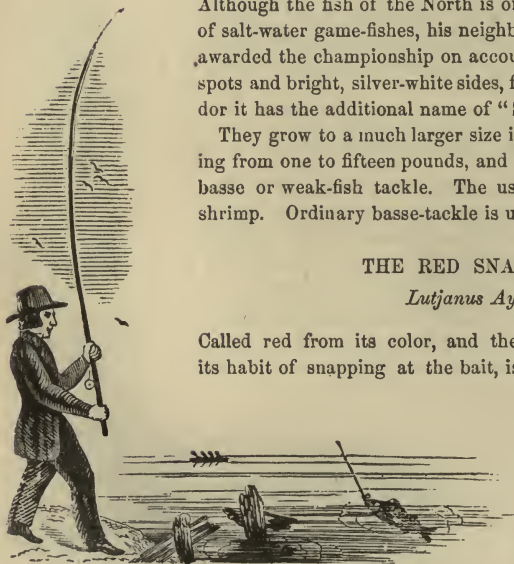 Although the fish of the North is on
of salt-water game-fishes, his neighb
awarded the championship on accou
spots and bright, silver-white sides, f
dor it has the additional name of “
They grow to a much larger size i
ing from one to fifteen pounds, and
basse or weak-fish tackle. The us
shrimp. Ordinary basse-tackle is u
THE RED SNA
Lutjanus Ay
Called red from its color, and the
its habit of snapping at the bait, is